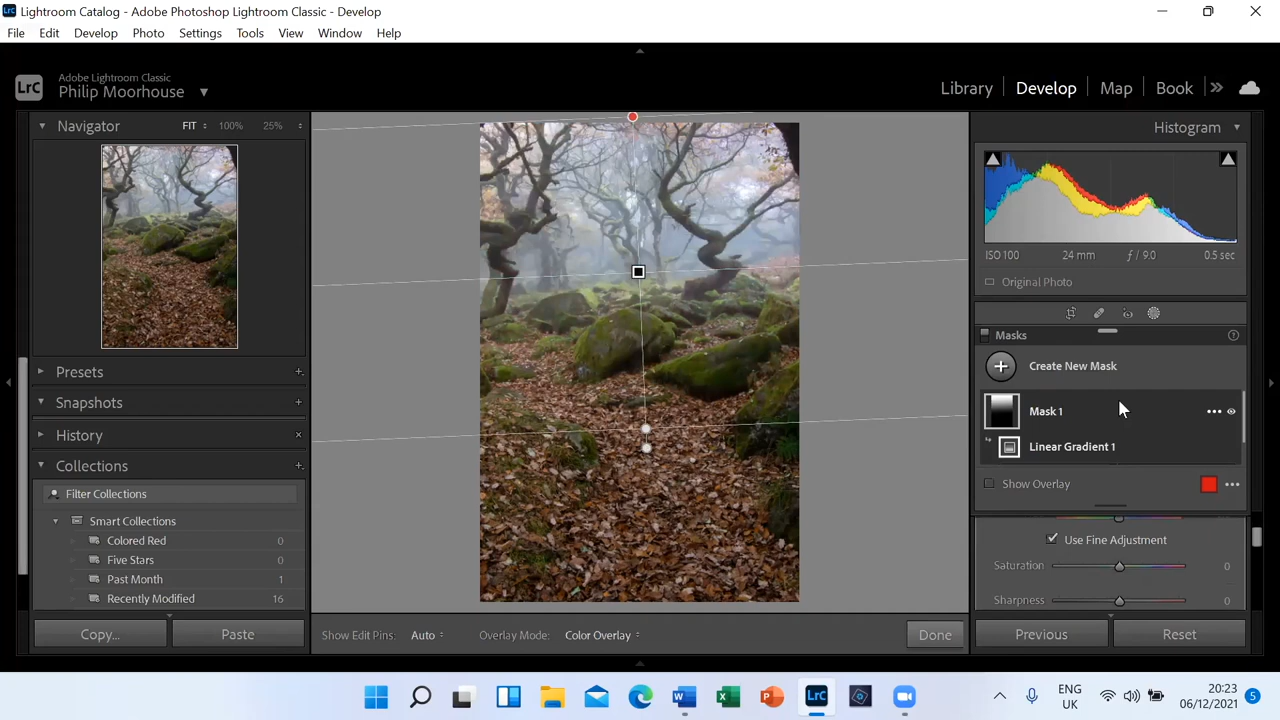 LrC Lightroom Catalog - Adobe Photoshop Lightroom Classic - Develop
File Edit Develop Photo Settings Tools View Window Help
LrC
Adobe Lightroom Classic
Philip Moorhouse
Library
Develop
Map
Book
Navigator
FIT
100%
25%
Histogram
ISO 100
24 mm
ƒ / 9.0
0.5 sec
Original Photo
Masks
Create New Mask
Mask 1
Linear Gradient 1
Show Overlay
Use Fine Adjustment
Saturation
0
Sharpness
0
Presets
Snapshots
History
Collections
Filter Collections
Smart Collections
Colored Red 0
Five Stars 0
Past Month 1
Recently Modified 16
Copy...
Paste
Show Edit Pins: Auto
Overlay Mode: Color Overlay
Done
Previous
Reset
LrC
ENG
UK
20:23
06/12/2021
5